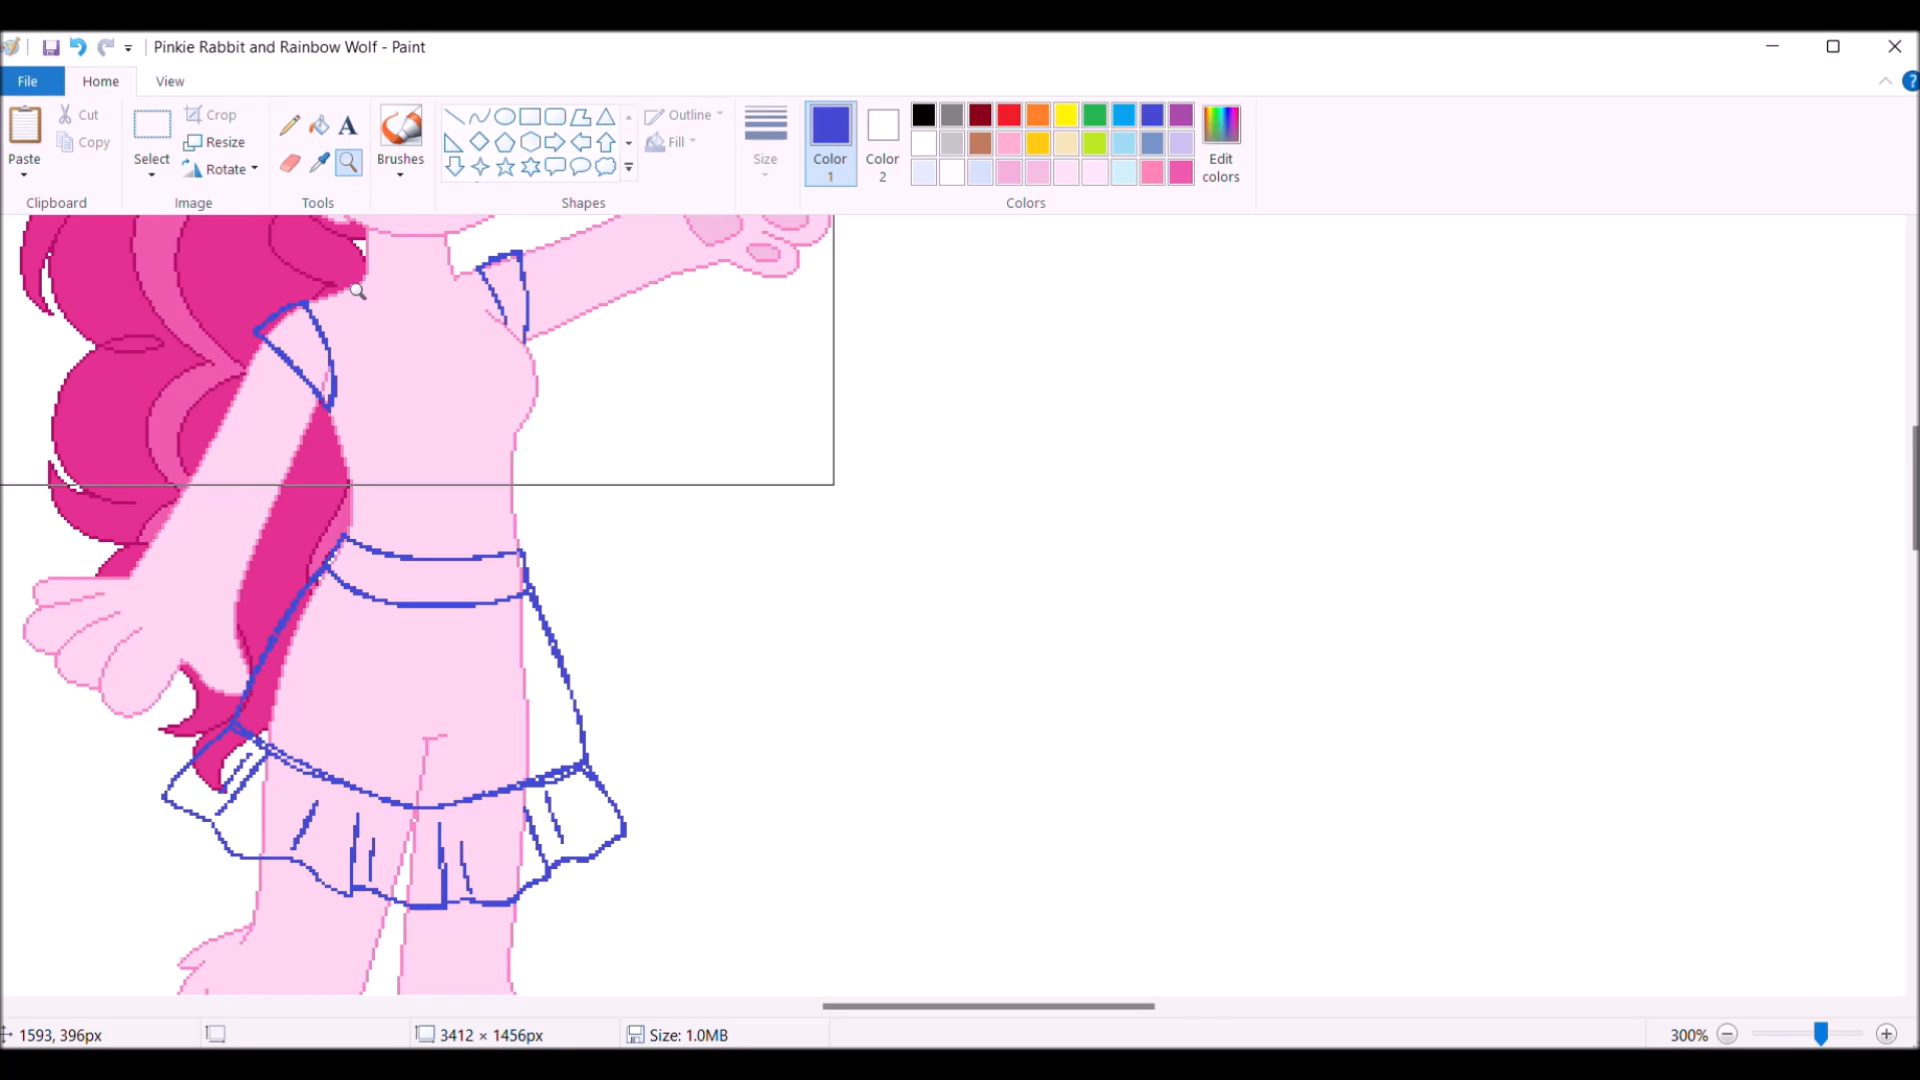 Pinkie Rabbit and Rainbow Wolf - Paint
File
Home
View
Paste
Cut
Copy
Clipboard
Select
Crop
Resize
Rotate
Image
A
Tools
Brushes
Outline
Fill
Shapes
Size
Color
1
Color
2
Edit
colors
Colors
?
1593, 396px
3412 × 1456px
Size: 1.0MB
300%